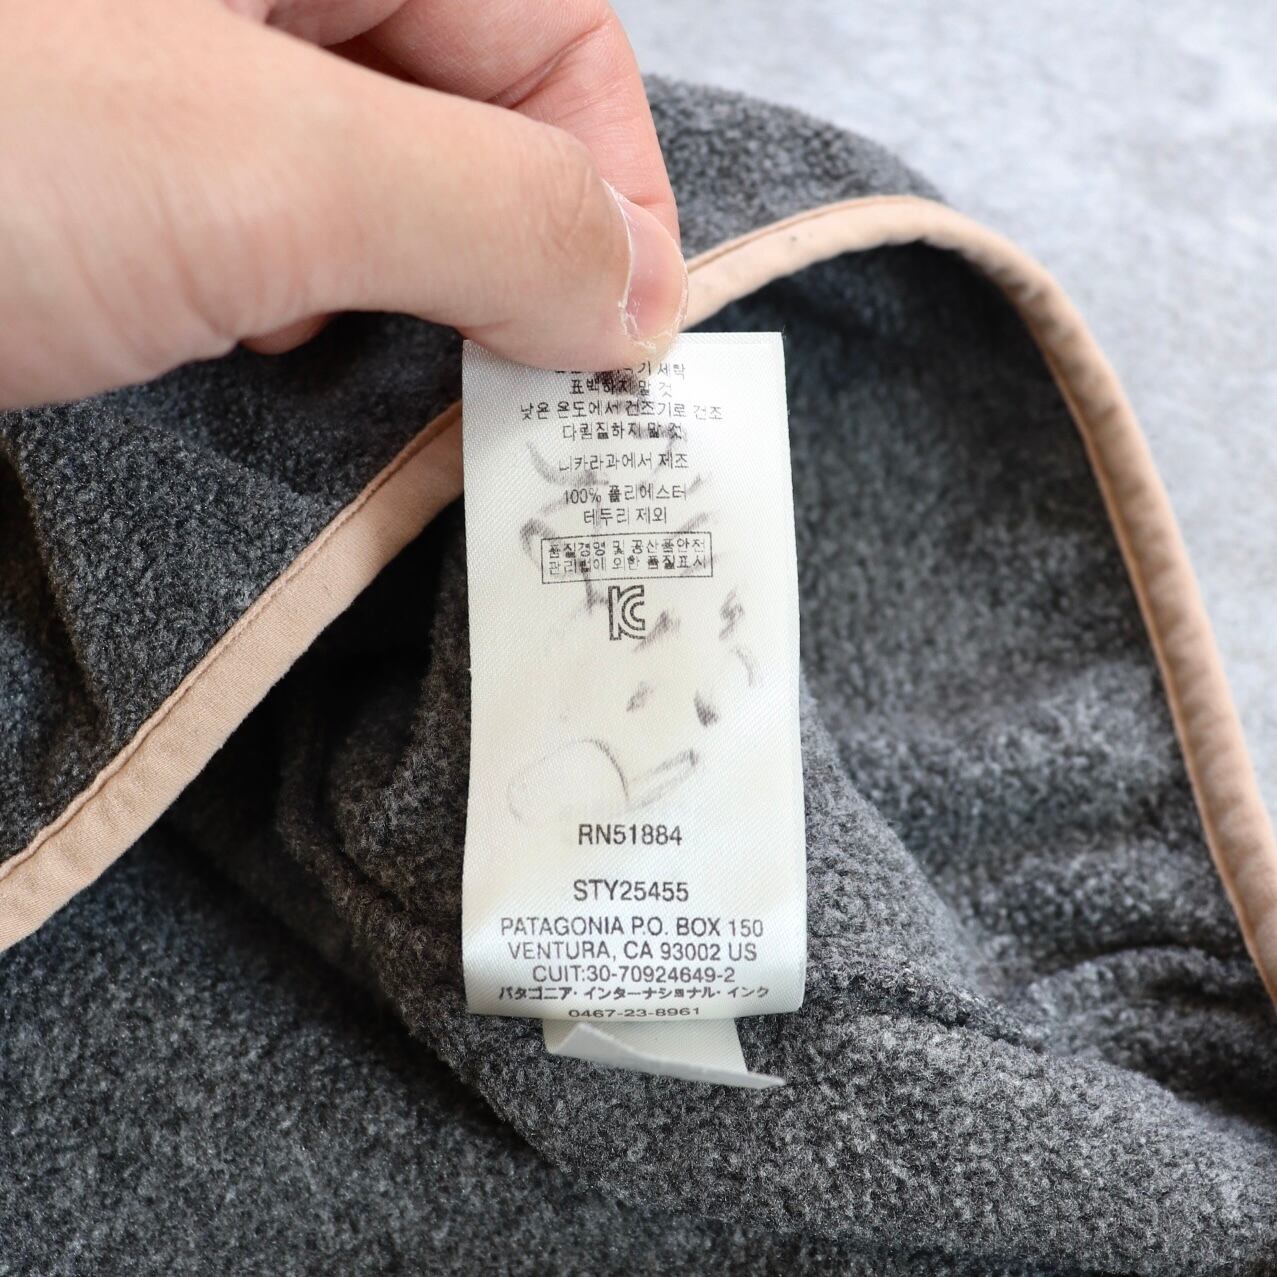 기 세탁
표백하지 말 것
낮은 온도에서 건조기로 건조
다림질하지 말 것
니카라과에서 제조
100% 폴리에스터
테두리 제외
품질경영 및 공산품안전
관리법에 의한 품질표시
KC
RN51884
STY25455
PATAGONIA P.O. BOX 150
VENTURA, CA 93002 US
CUIT:30-70924649-2
パタゴニア・インターナショナル・インク
0467-23-8961